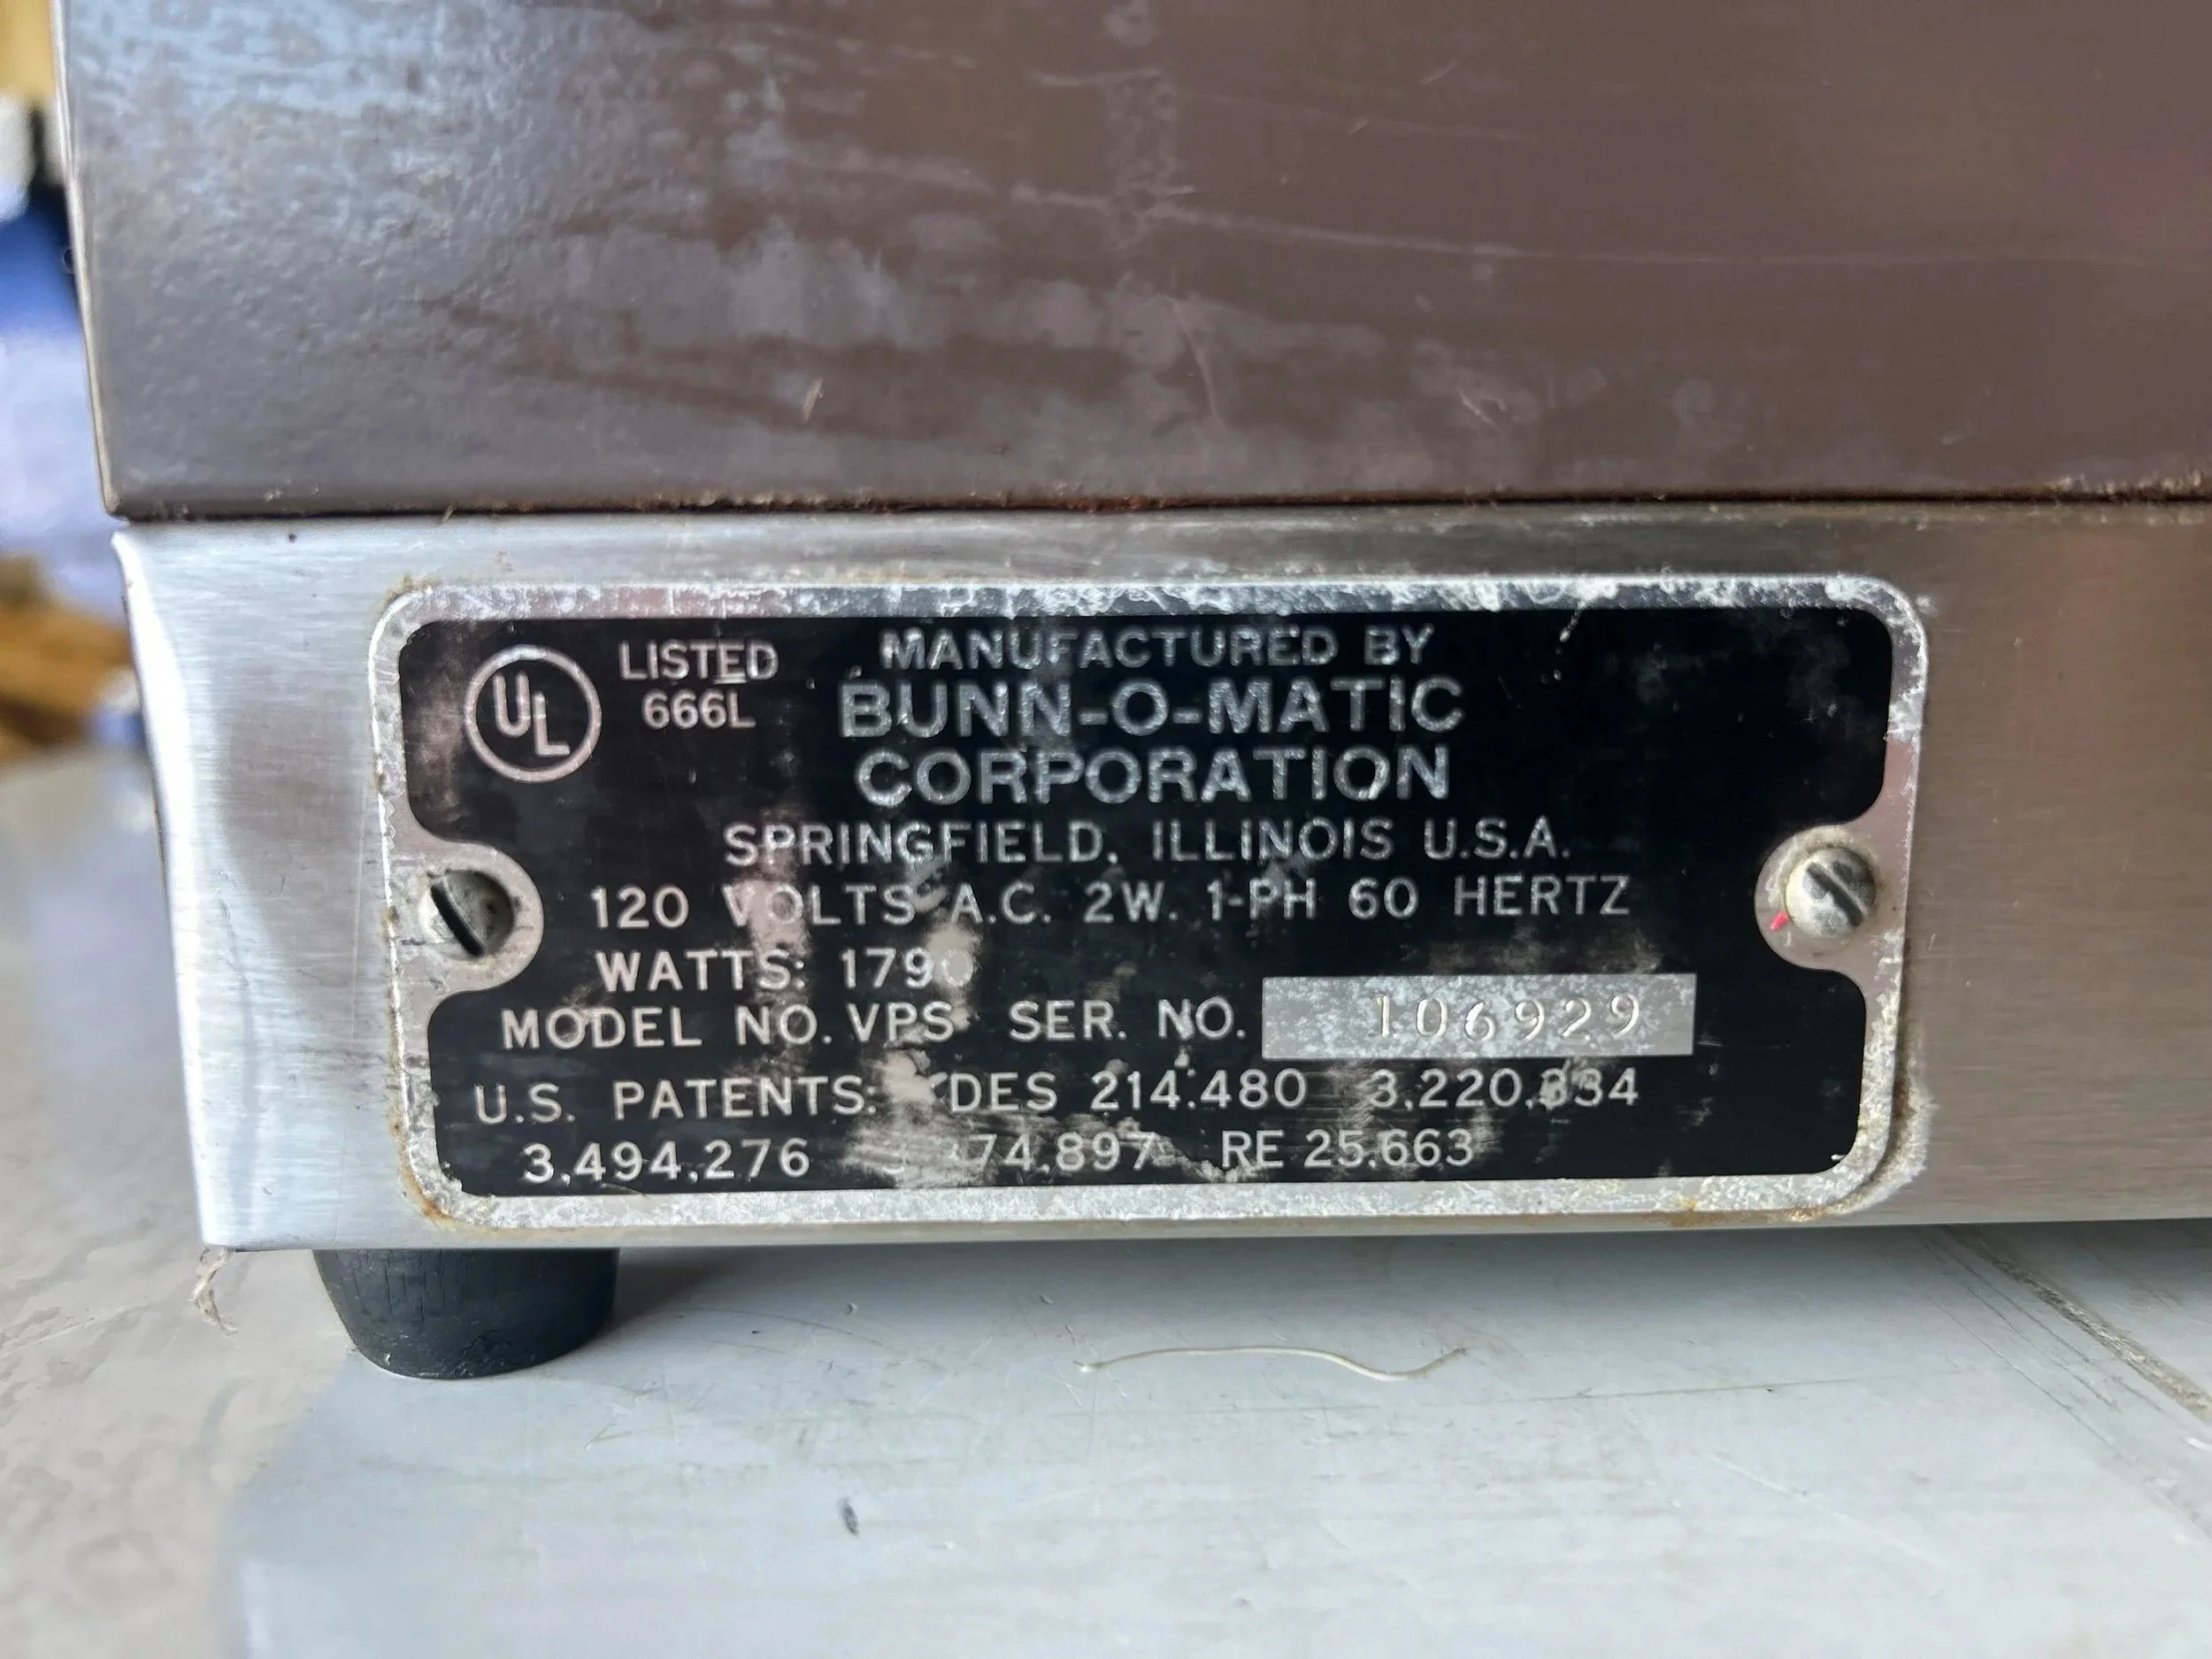 UL LISTED 666L
MANUFACTURED BY
BUNN-O-MATIC
CORPORATION
SPRINGFIELD, ILLINOIS U.S.A.
120 VOLTS A.C. 2W. 1-PH 60 HERTZ
WATTS: 1790
MODEL NO. VPS SER. NO. 106929
U.S. PATENTS: DES 214.480
3,494,276 RE 25,663